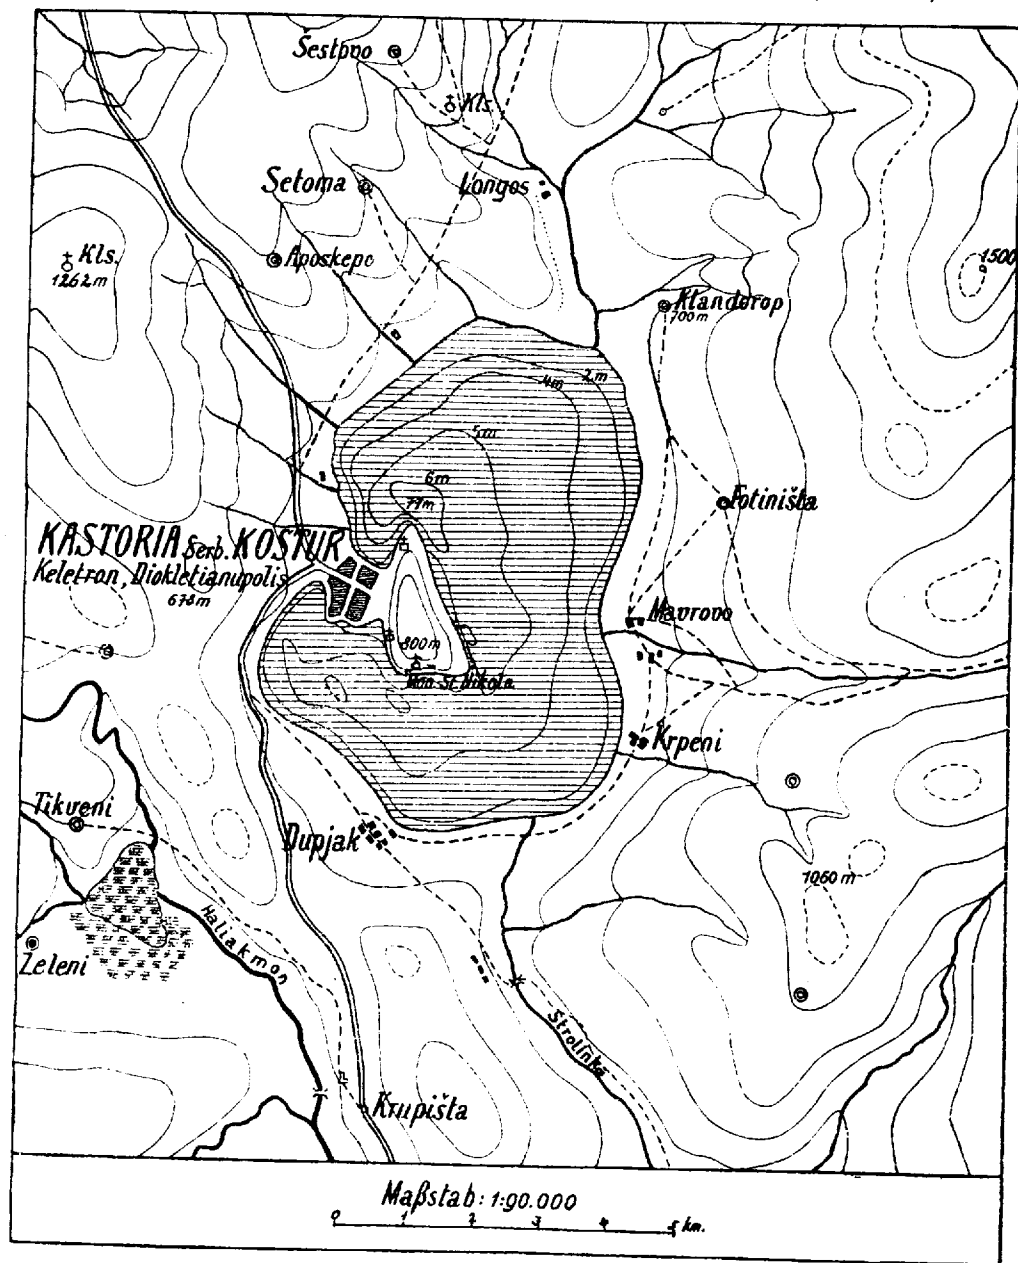 Šestovo
Kls.
Setoma
Longos
Kls.
1262 m
Aposkepo
1500
Klandorop
700 m
4m
2 m
5m
6m
Fotiništa
KASTORIA Serb. KOSTUR
Keletron, Diokletianupolis
678 m
Mavrovo
800 m
St. Nikola
Krpeni
Tikveni
Dupjak
1060 m
Haliakmon
Zeleni
Strolinka
Krupišta
Maßstab: 1:90.000
0 1 2 3 4 5 km.